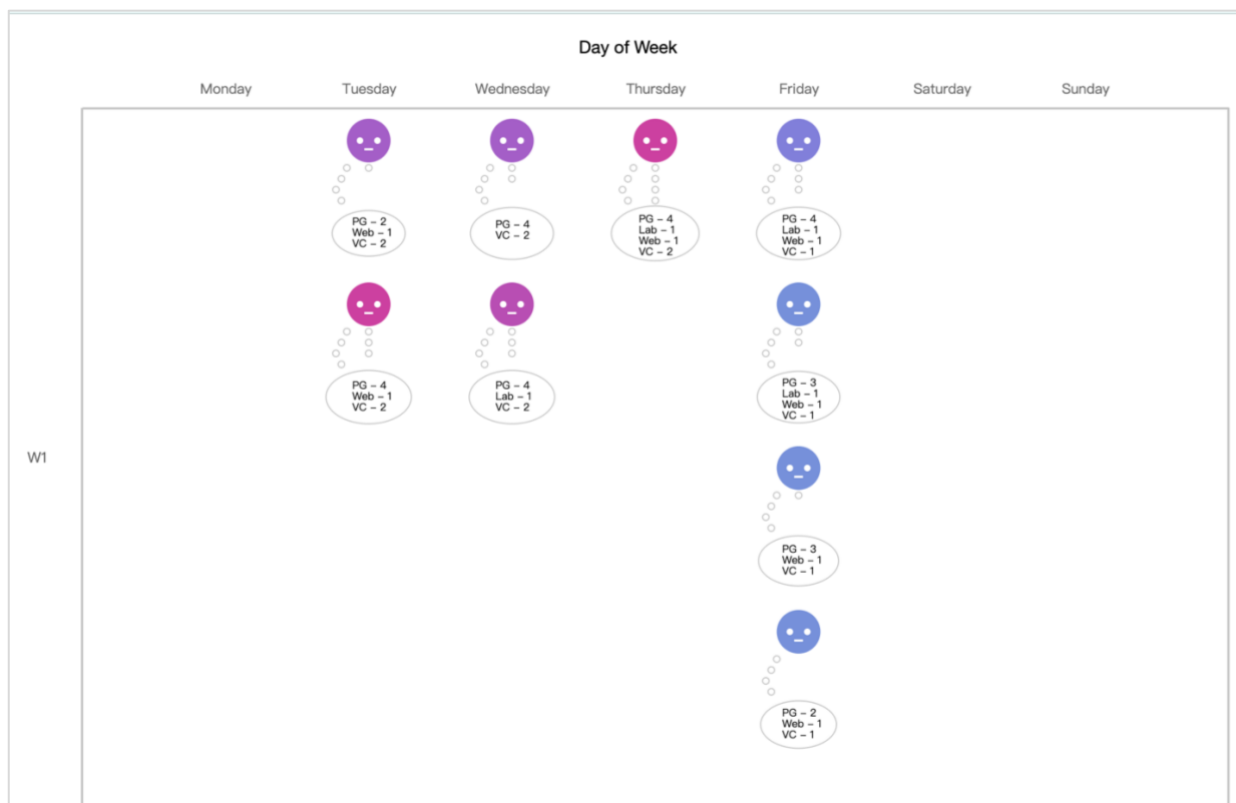 Day of Week
Monday
Tuesday
Wednesday
Thursday
Friday
Saturday
Sunday
W1
PG – 2
Web – 1
VC – 2
PG – 4
VC – 2
PG – 4
Lab – 1
Web – 1
VC – 2
PG – 4
Lab – 1
Web – 1
VC – 1
PG – 4
Web – 1
VC – 2
PG – 4
Lab – 1
VC – 2
PG – 3
Lab – 1
Web – 1
VC – 1
PG – 3
Web – 1
VC – 1
PG – 2
Web – 1
VC – 1